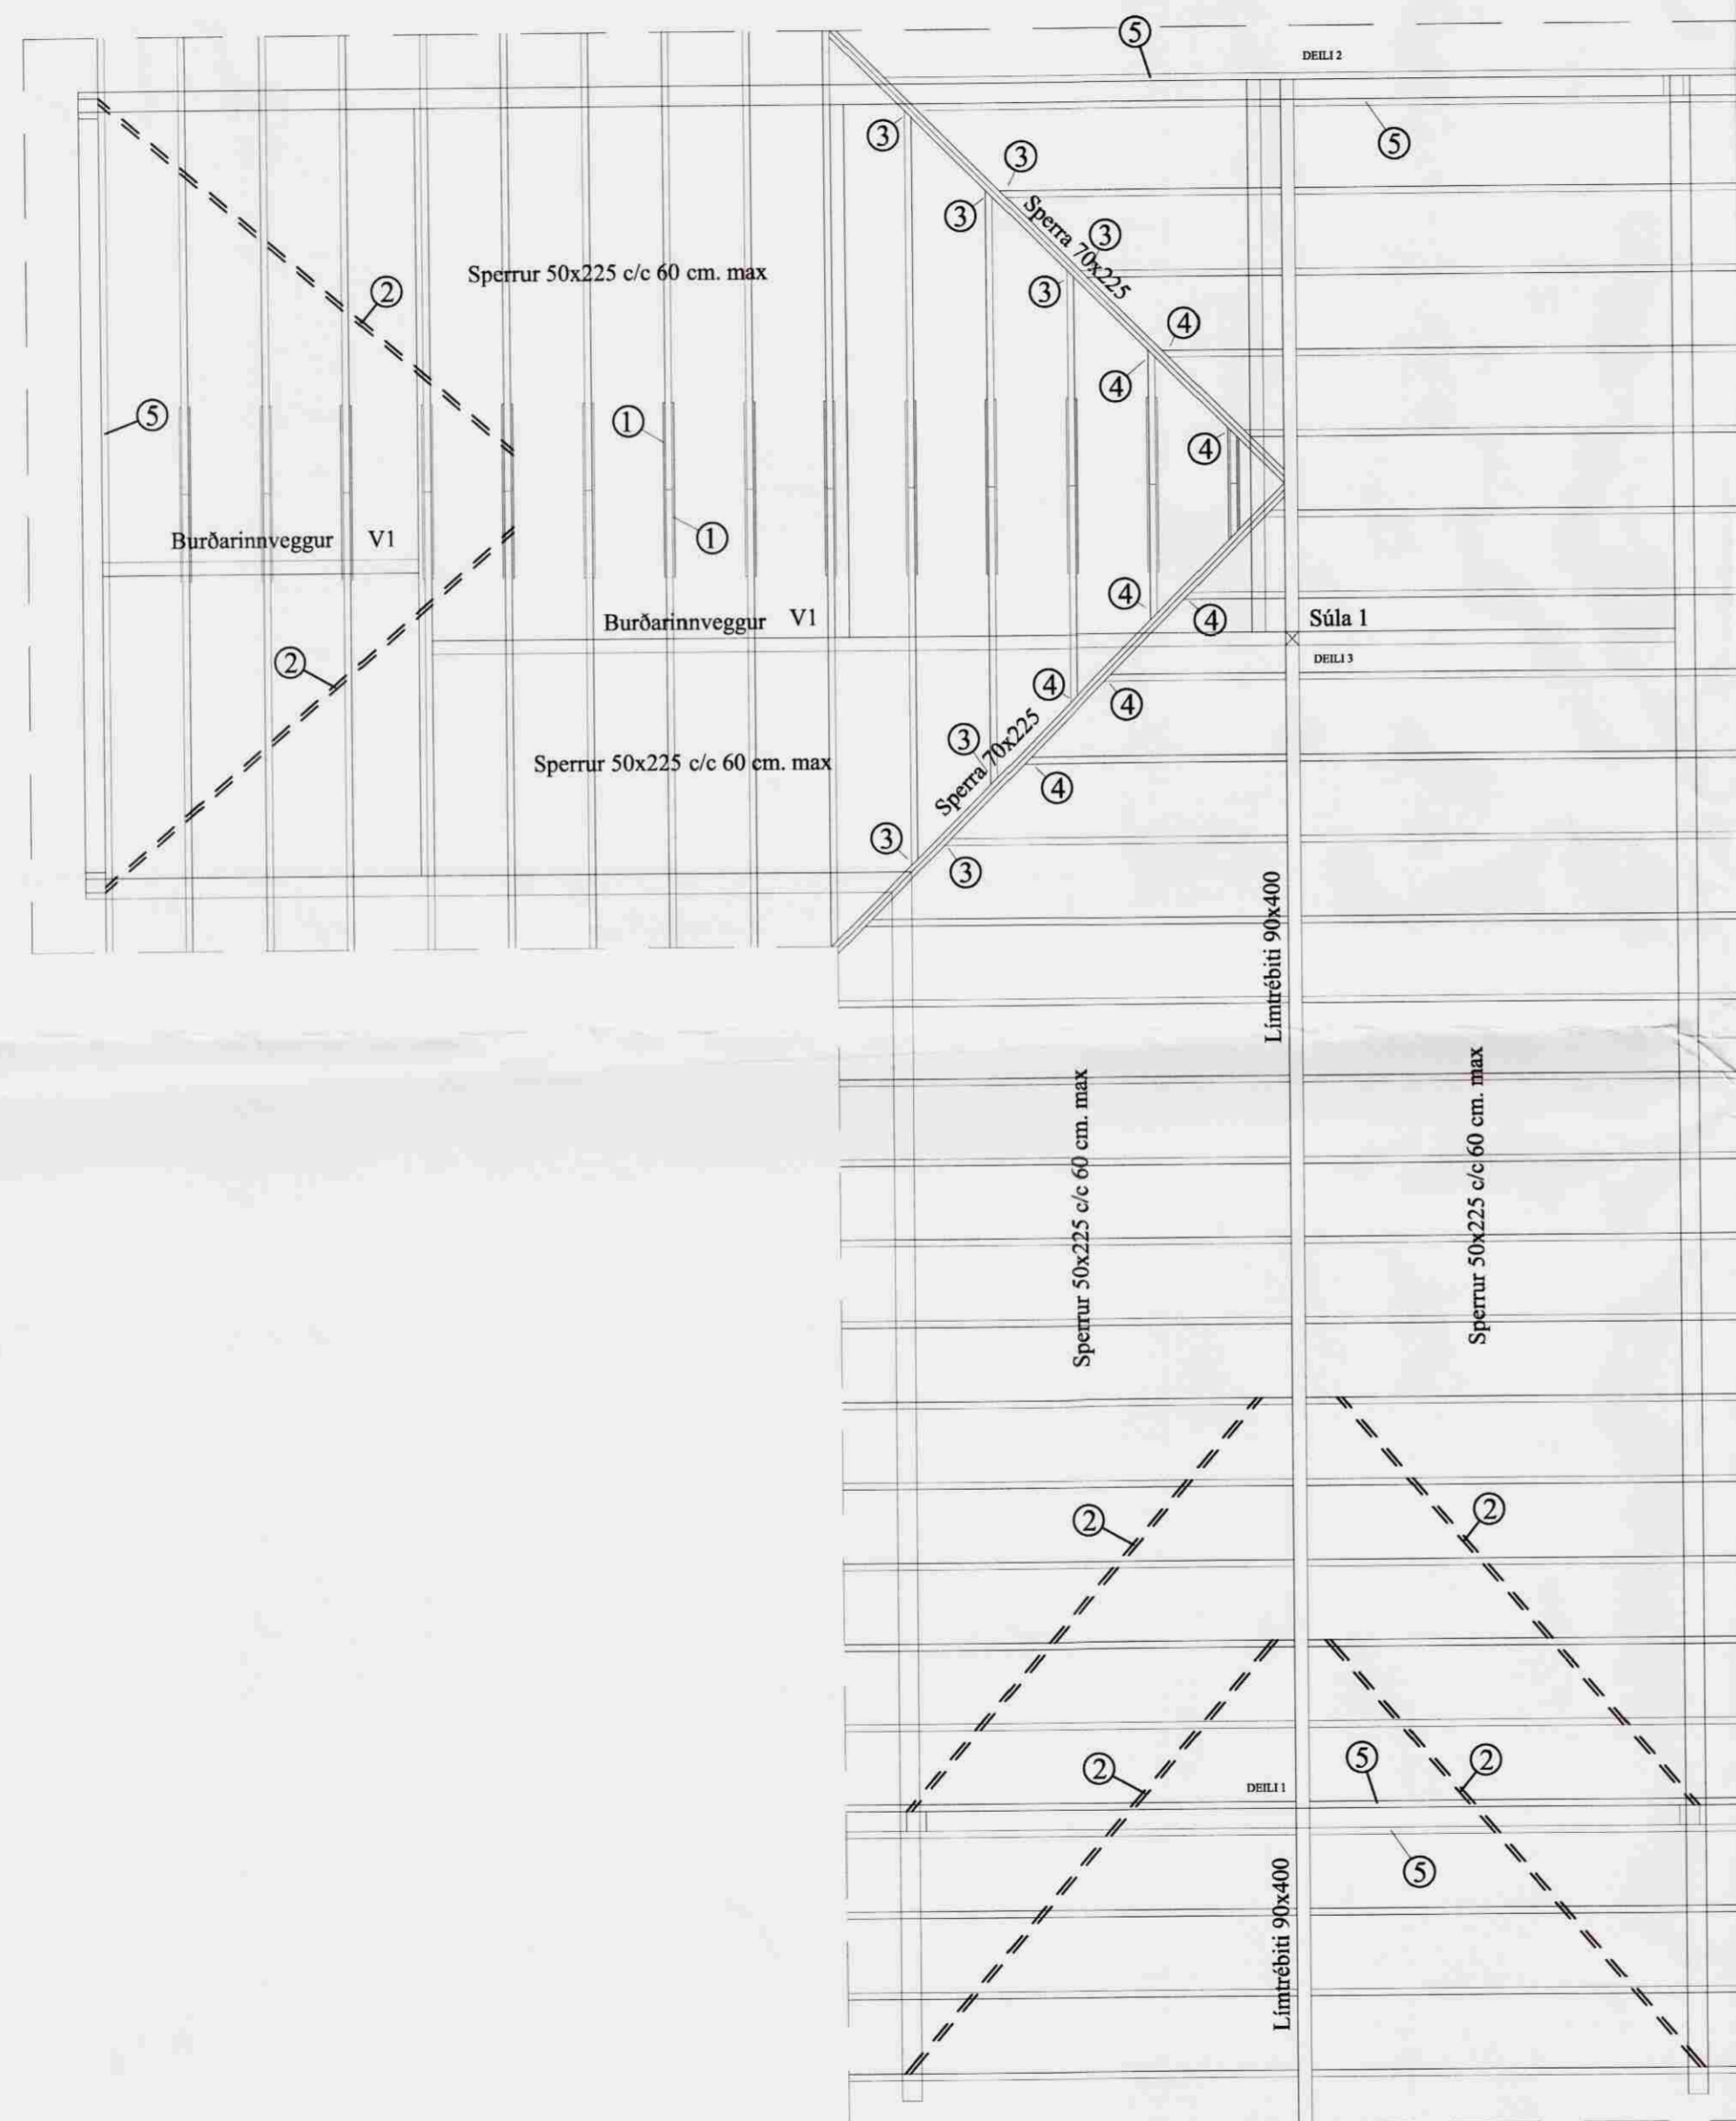 5
DEILI 2
3
5
3
3
Sperra 70x225
3
Sperrur 50x225 c/c 60 cm. max
2
3
4
4
5
1
4
1
Burðarinnveggur V1
4
Burðarinnveggur V1
4
Súla 1
2
DEILI 3
4
4
3
Sperra 70x225
Sperrur 50x225 c/c 60 cm. max
4
3
3
Límtrébiti 90x400
Sperrur 50x225 c/c 60 cm. max
Sperrur 50x225 c/c 60 cm. max
2
2
5
2
2
DEILI 1
5
Límtrébiti 90x400